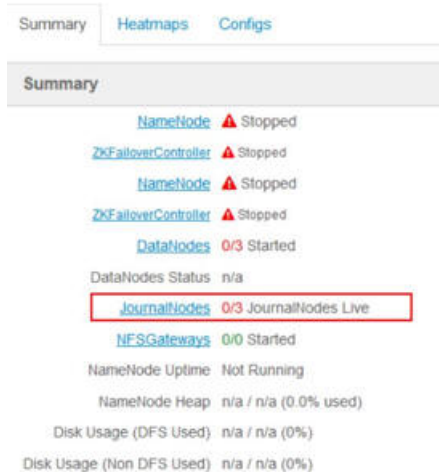 Summary Heatmaps Configs
Summary
NameNode Stopped
ZKFailoverController Stopped
NameNode Stopped
ZKFailoverController Stopped
DataNodes 0/3 Started
DataNodes Status n/a
JournalNodes 0/3 JournalNodes Live
NFSGateways 0/0 Started
NameNode Uptime Not Running
NameNode Heap n/a / n/a (0.0% used)
Disk Usage (DFS Used) n/a / n/a (0%)
Disk Usage (Non DFS Used) n/a / n/a (0%)